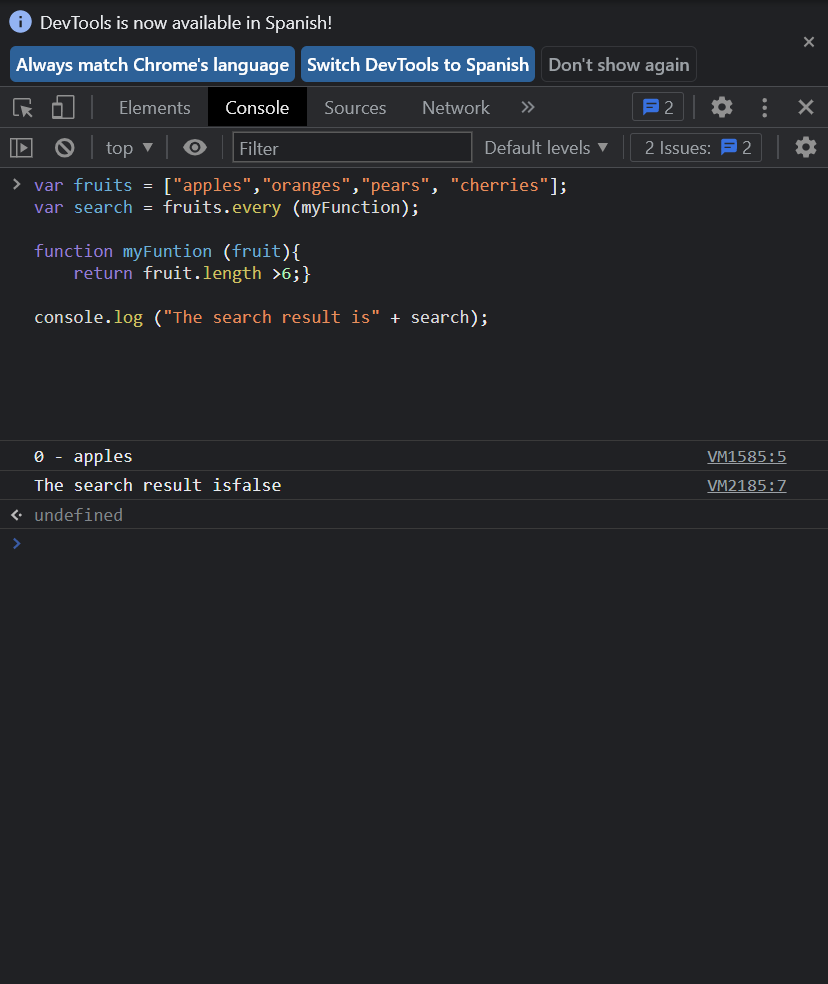 DevTools is now available in Spanish!
Always match Chrome's language Switch DevTools to Spanish Don't show again
Elements Console Sources Network 2
top Filter Default levels 2 Issues: 2
var fruits = ["apples","oranges","pears", "cherries"];
var search = fruits.every (myFunction);
function myFuntion (fruit){
return fruit.length >6;}
console.log ("The search result is" + search);
0 - apples VM1585:5
The search result isfalse VM2185:7
undefined